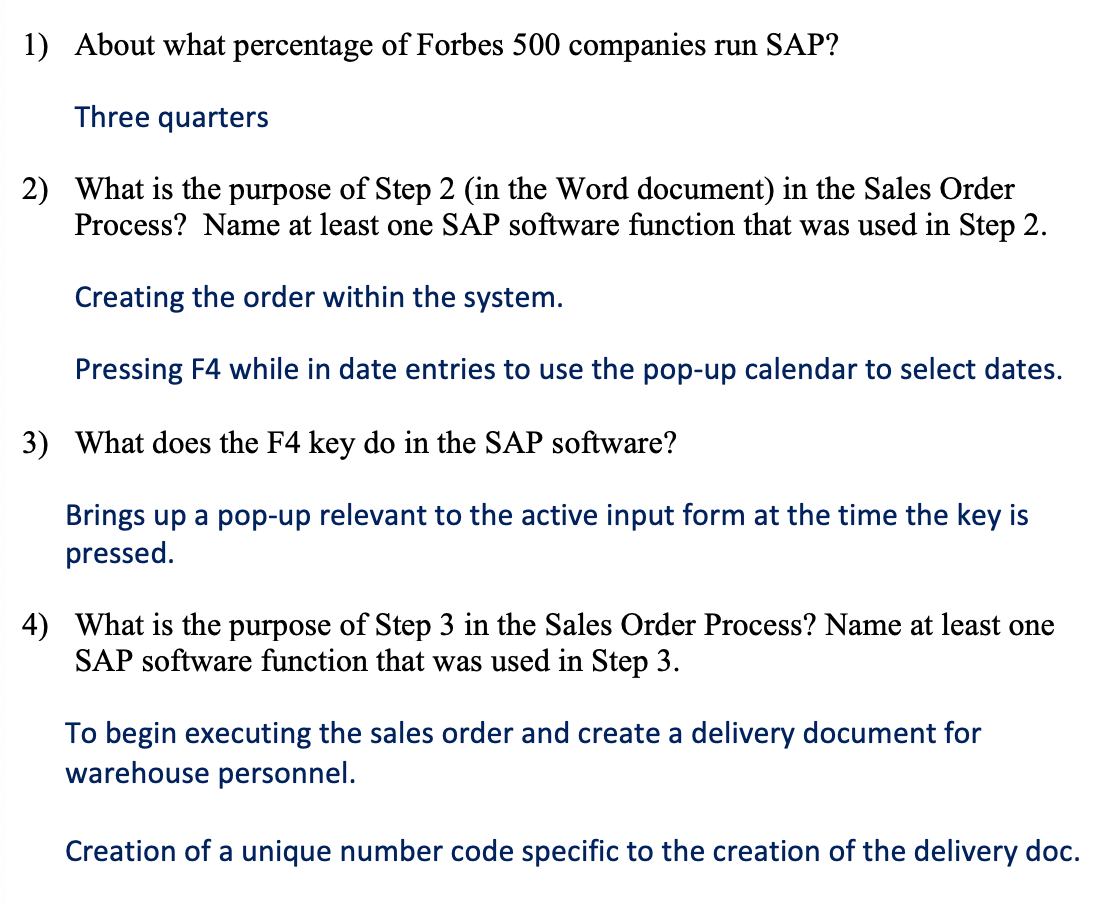 1) About what percentage of Forbes 500 companies run SAP?
Three quarters
2) What is the purpose of Step 2 (in the Word document) in the Sales Order
Process?  Name at least one SAP software function that was used in Step 2.
Creating the order within the system.
Pressing F4 while in date entries to use the pop-up calendar to select dates.
3) What does the F4 key do in the SAP software?
Brings up a pop-up relevant to the active input form at the time the key is
pressed.
4) What is the purpose of Step 3 in the Sales Order Process? Name at least one
SAP software function that was used in Step 3.
To begin executing the sales order and create a delivery document for
warehouse personnel.
Creation of a unique number code specific to the creation of the delivery doc.